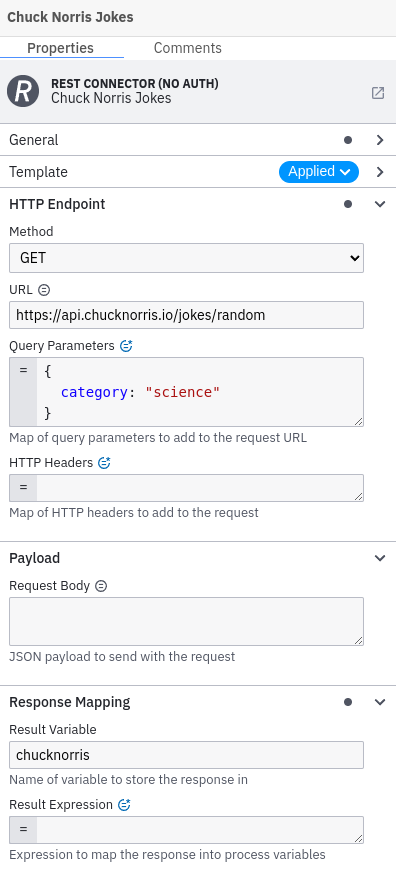 Chuck Norris Jokes
Properties Comments
R REST CONNECTOR (NO AUTH)
Chuck Norris Jokes
General
Template Applied
HTTP Endpoint
Method
GET
URL
https://api.chucknorris.io/jokes/random
Query Parameters
= {
category: "science"
}
Map of query parameters to add to the request URL
HTTP Headers
=
Map of HTTP headers to add to the request
Payload
Request Body
JSON payload to send with the request
Response Mapping
Result Variable
chucknorris
Name of variable to store the response in
Result Expression
=
Expression to map the response into process variables